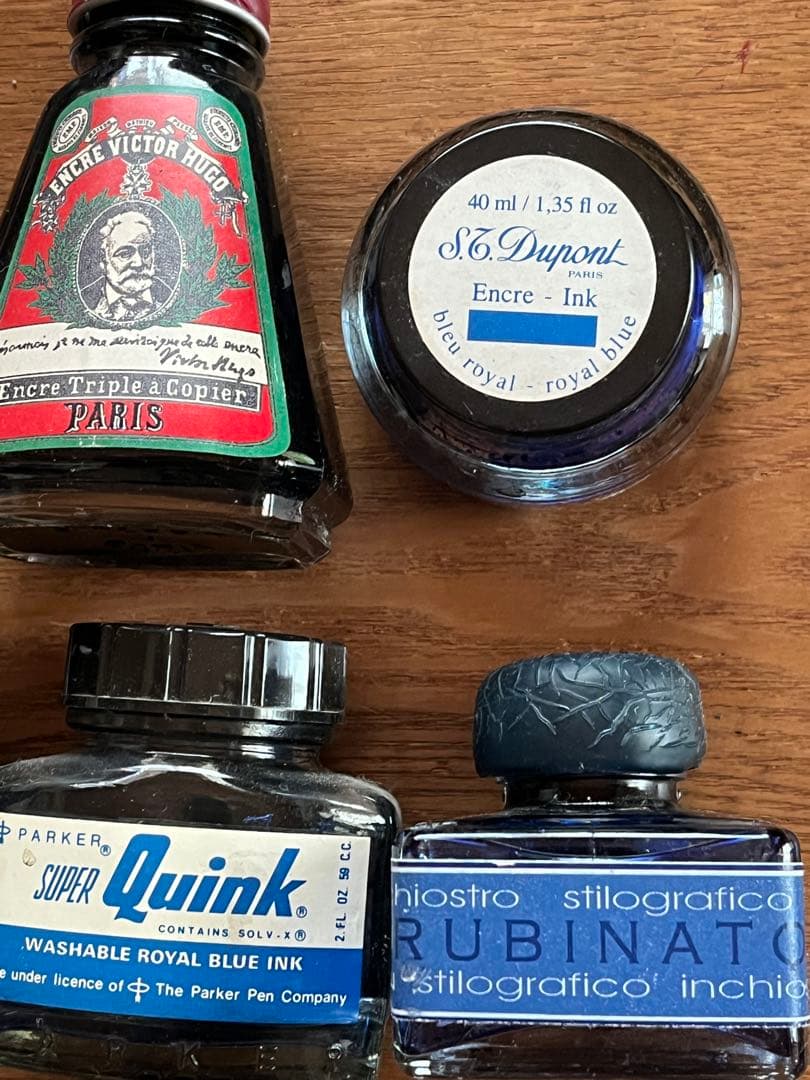 ENCRE VICTOR HUGO
Victor Hugo
Encre Triple à Copier
PARIS
40 ml / 1,35 fl oz
S.T. Dupont
PARIS
Encre - Ink
bleu royal - royal blue
PARKER®
SUPER Quink®
CONTAINS SOLV-X®
2. FL. OZ 59 C.C.
WASHABLE ROYAL BLUE INK
e under licence of The Parker Pen Company
hiostro stilografico
RUBINATO
stilografico inchio